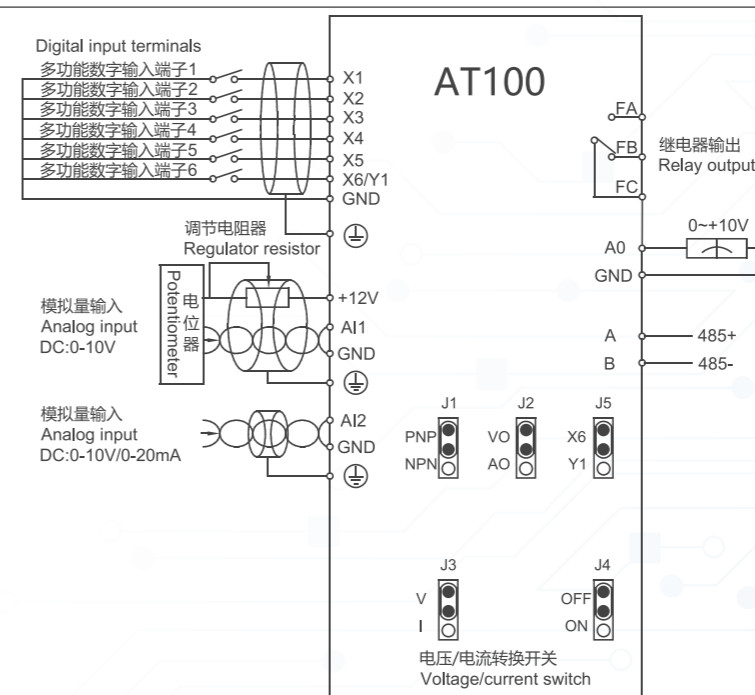 AT100
Digital input terminals
多功能数字输入端子1
多功能数字输入端子2
多功能数字输入端子3
多功能数字输入端子4
多功能数字输入端子5
多功能数字输入端子6
X1
X2
X3
X4
X5
X6/Y1
GND
FA
FB
FC
继电器输出
Relay output
调节电阻器
Regulator resistor
0~+10V
A0
GND
模拟量输入
Analog input
DC:0-10V
电位器
Potentiometer
+12V
AI1
GND
A
485+
B
485-
模拟量输入
Analog input
DC:0-10V/0-20mA
AI2
GND
J1
PNP
NPN
J2
VO
AO
J5
X6
Y1
J3
V
I
J4
OFF
ON
电压/电流转换开关
Voltage/current switch